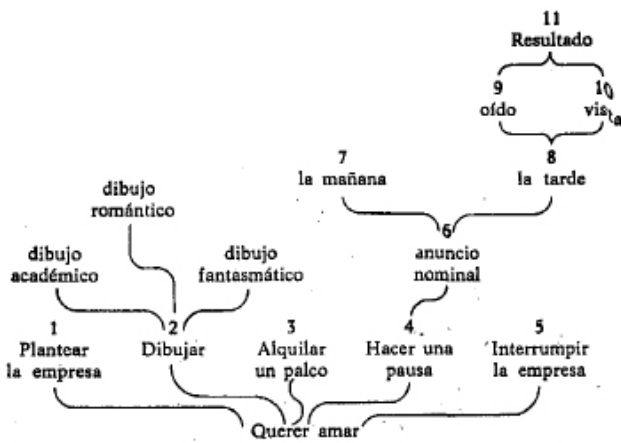 11
Resultado
9 10
oído vista
7 8
la mañana la tarde
dibujo
romántico
6
dibujo dibujo anuncio
académico fantasmático nominal
1 2 3 4 5
Plantear Dibujar Alquilar Hacer una Interrumpir
la empresa un palco pausa la empresa
Querer amar